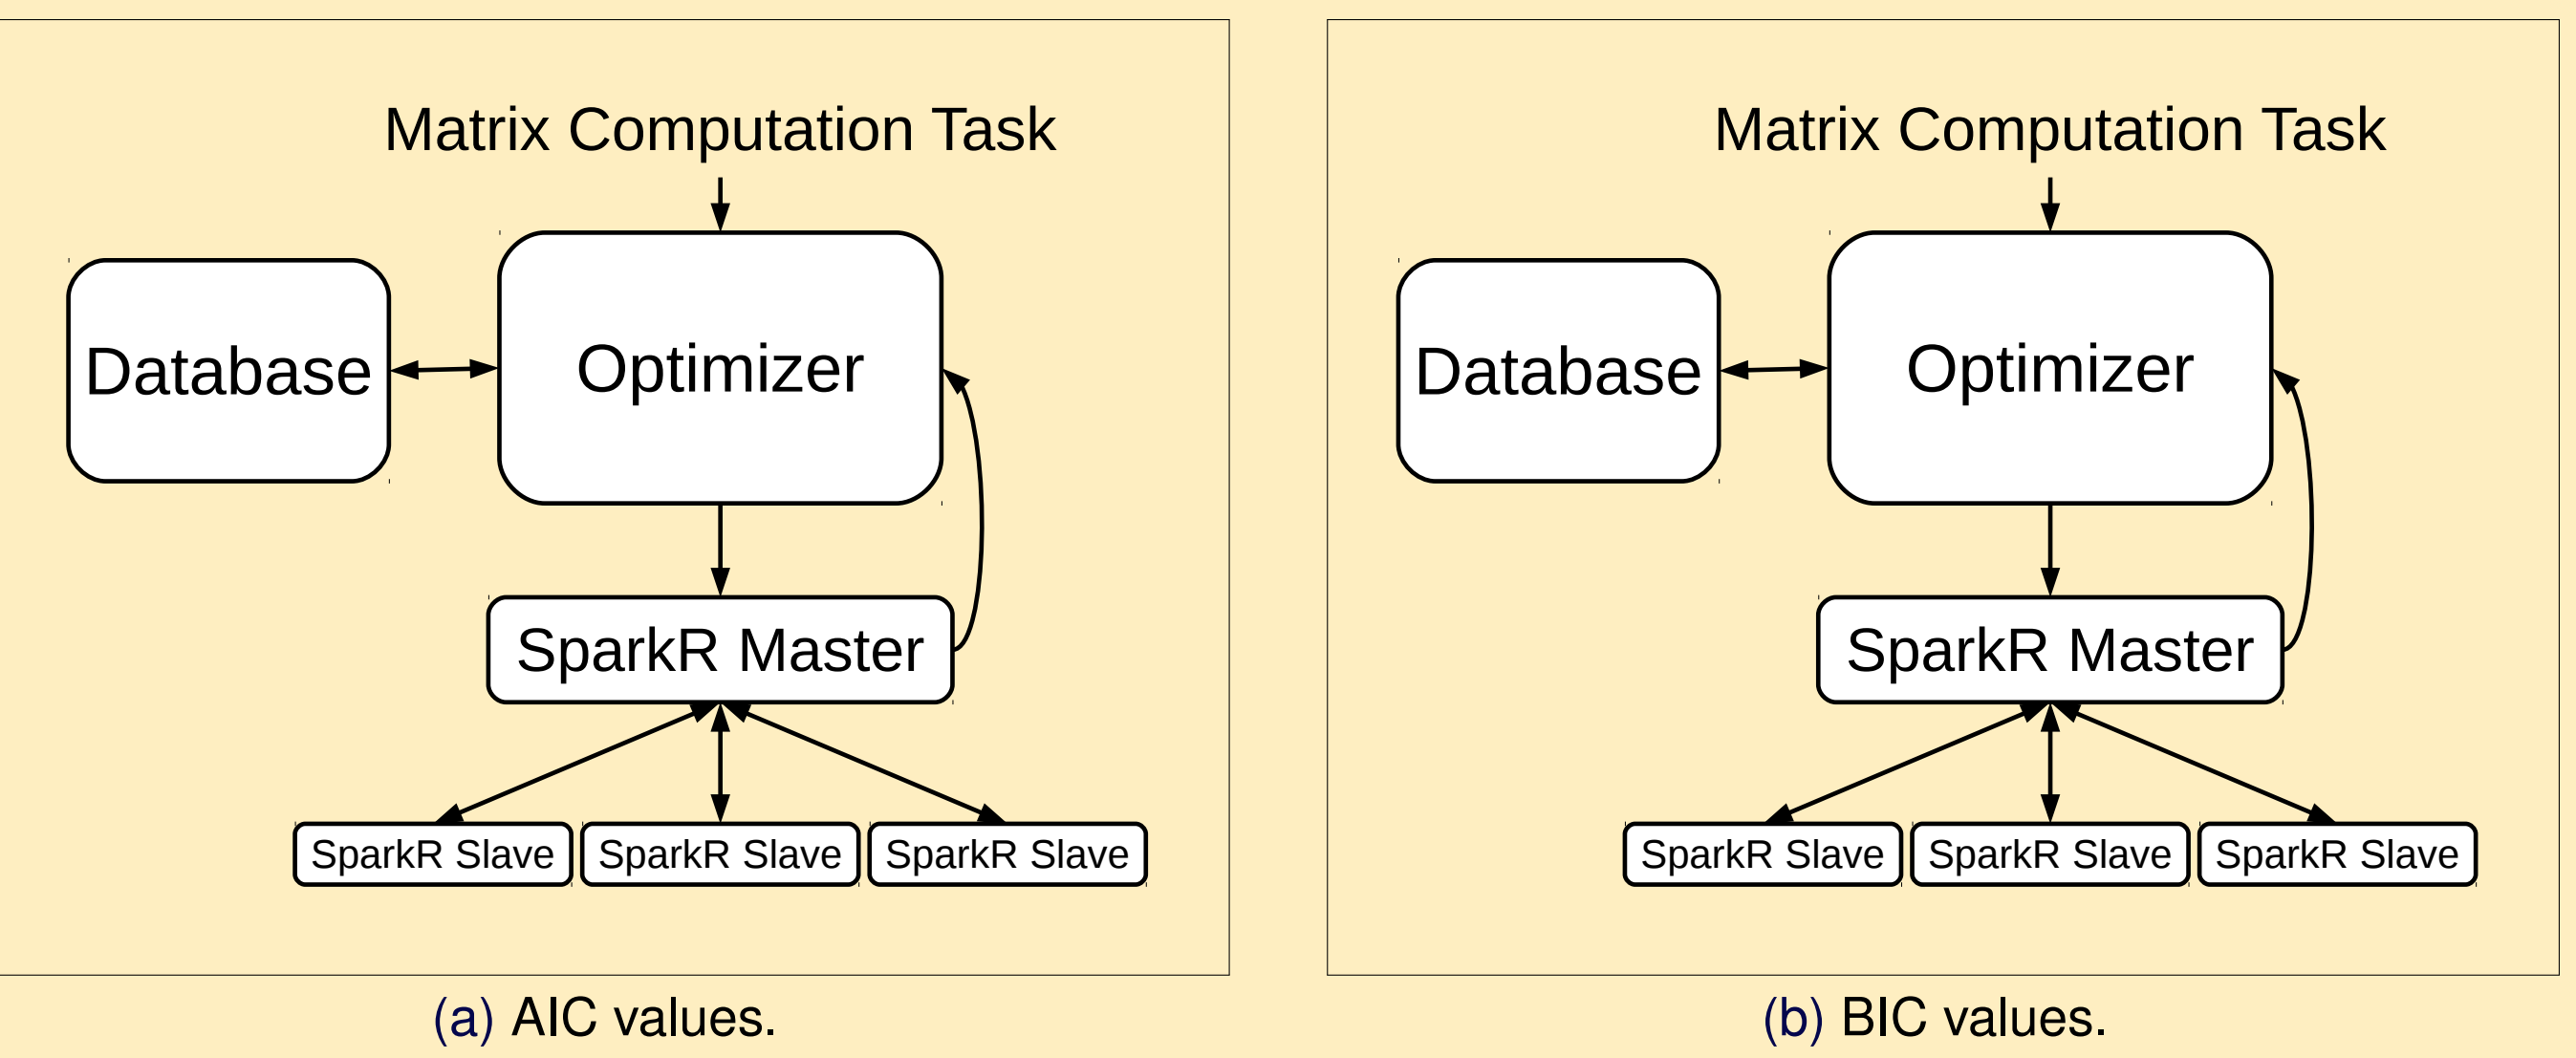 Matrix Computation Task
Database
Optimizer
SparkR Master
SparkR Slave
SparkR Slave
SparkR Slave
(a) AIC values.
Matrix Computation Task
Database
Optimizer
SparkR Master
SparkR Slave
SparkR Slave
SparkR Slave
(b) BIC values.